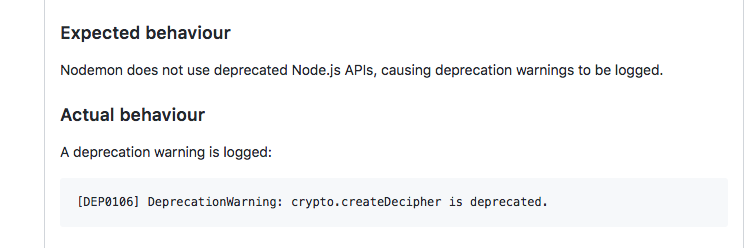 Expected behaviour
Nodemon does not use deprecated Node.js APIs, causing deprecation warnings to be logged.
Actual behaviour
A deprecation warning is logged:
[DEP0106] DeprecationWarning: crypto.createDecipher is deprecated.